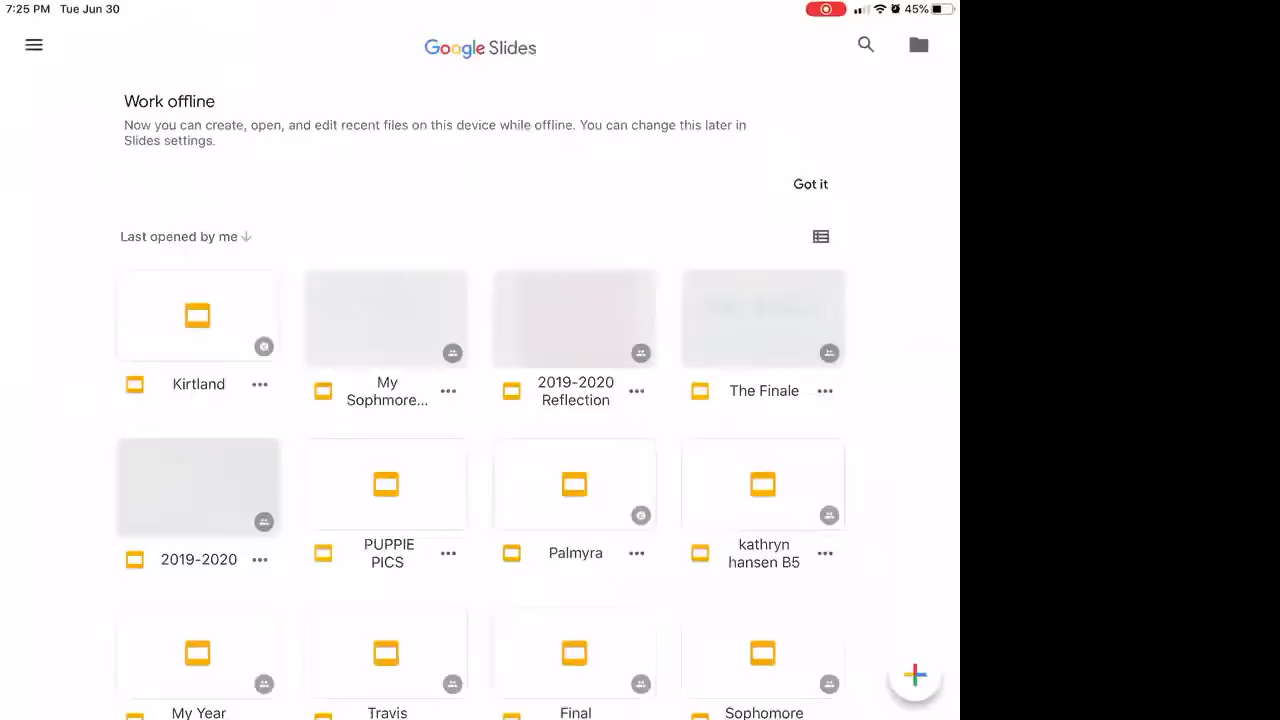 7:25 PM Tue Jun 30
45%
Google Slides
Work offline
Now you can create, open, and edit recent files on this device while offline. You can change this later in
Slides settings.
Got it
Last opened by me
Kirtland
My
Sophmore...
2019-2020
Reflection
The Finale
2019-2020
PUPPIE
PICS
Palmyra
kathryn
hansen B5
My Year
Travis
Final
Sophomore